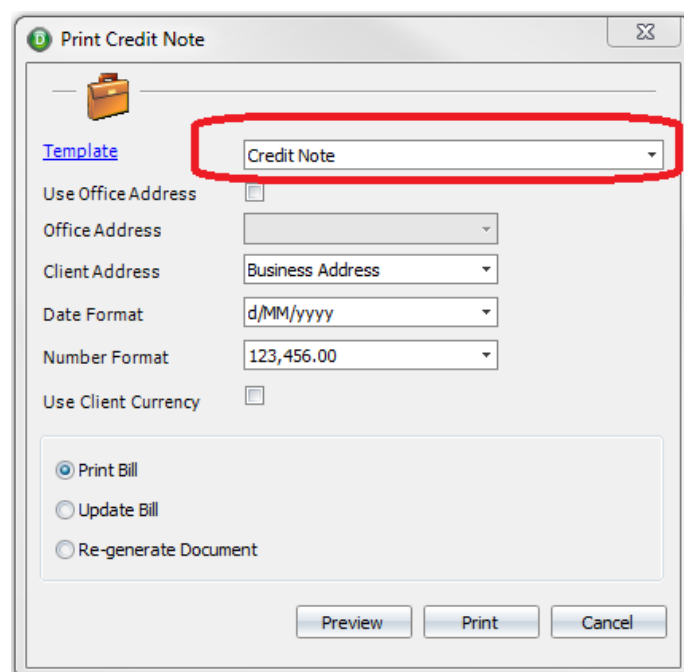 Print Credit Note
Template Credit Note
Use Office Address
Office Address
Client Address Business Address
Date Format d/MM/yyyy
Number Format 123,456.00
Use Client Currency
Print Bill
Update Bill
Re-generate Document
Preview Print Cancel